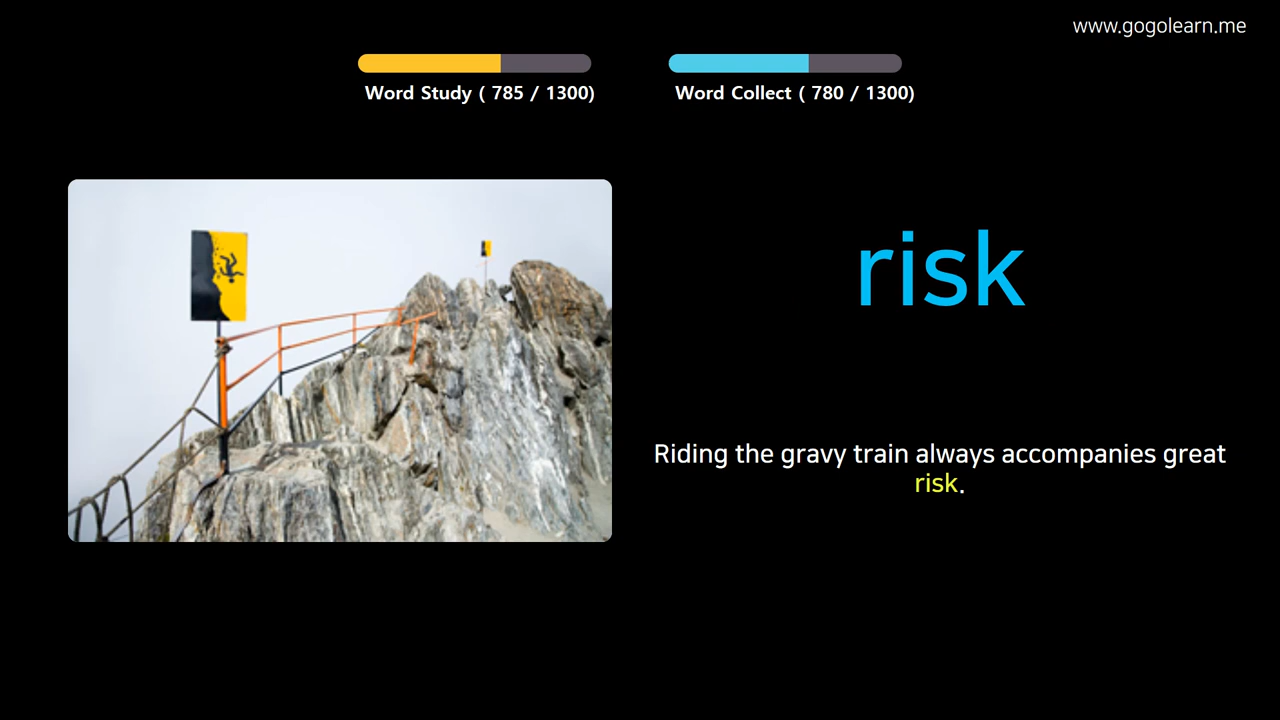 www.gogolearn.me
Word Study ( 785 / 1300)
Word Collect ( 780 / 1300)
risk
Riding the gravy train always accompanies great
risk.